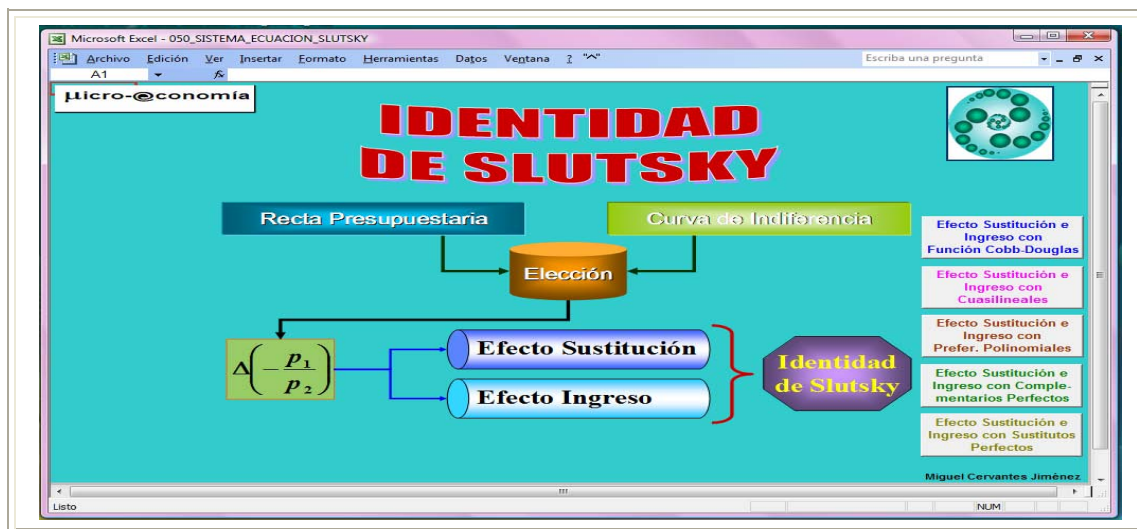 Microsoft Excel - 050_SISTEMA_ECUACION_SLUTSKY
Archivo Edición Ver Insertar Formato Herramientas Datos Ventana ? "^"
Escriba una pregunta
A1
fx
μicro-@conomía
IDENTIDAD
DE SLUTSKY
Recta Presupuestaria
Curva de Indiferencia
Elección
Δ(-p₁/p₂)
Efecto Sustitución
Efecto Ingreso
Identidad
de Slutsky
Efecto Sustitución e
Ingreso con
Función Cobb-Douglas
Efecto Sustitución e
Ingreso con
Cuasilineales
Efecto Sustitución e
Ingreso con
Prefer. Polinomiales
Efecto Sustitución e
Ingreso con Comple-
mentarios Perfectos
Efecto Sustitución e
Ingreso con Sustitutos
Perfectos
Miguel Cervantes Jiménez
Listo
NUM